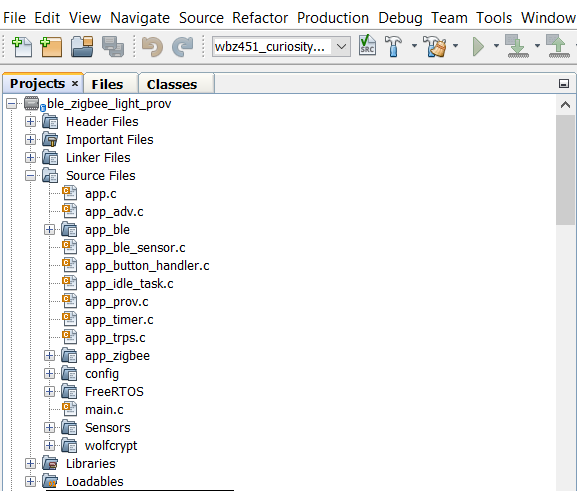 File Edit View Navigate Source Refactor Production Debug Team Tools Window
wbz451_curiosity... SRC
Projects × Files Classes
ble_zigbee_light_prov
Header Files
Important Files
Linker Files
Source Files
app.c
app_adv.c
app_ble
app_ble_sensor.c
app_button_handler.c
app_idle_task.c
app_prov.c
app_timer.c
app_trps.c
app_zigbee
config
FreeRTOS
main.c
Sensors
wolfcrypt
Libraries
Loadables